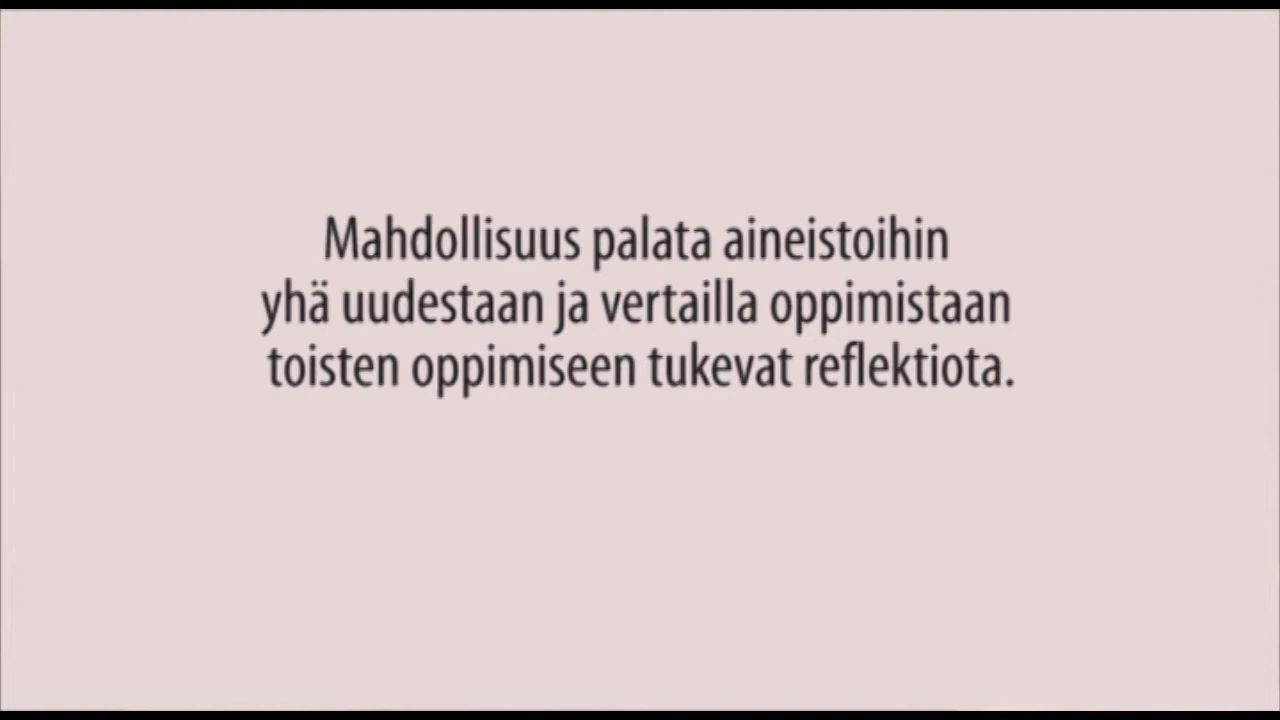 Mahdollisuus palata aineistoihin
yhä uudestaan ja vertailla oppimistaan
toisten oppimiseen tukevat reflektiota.